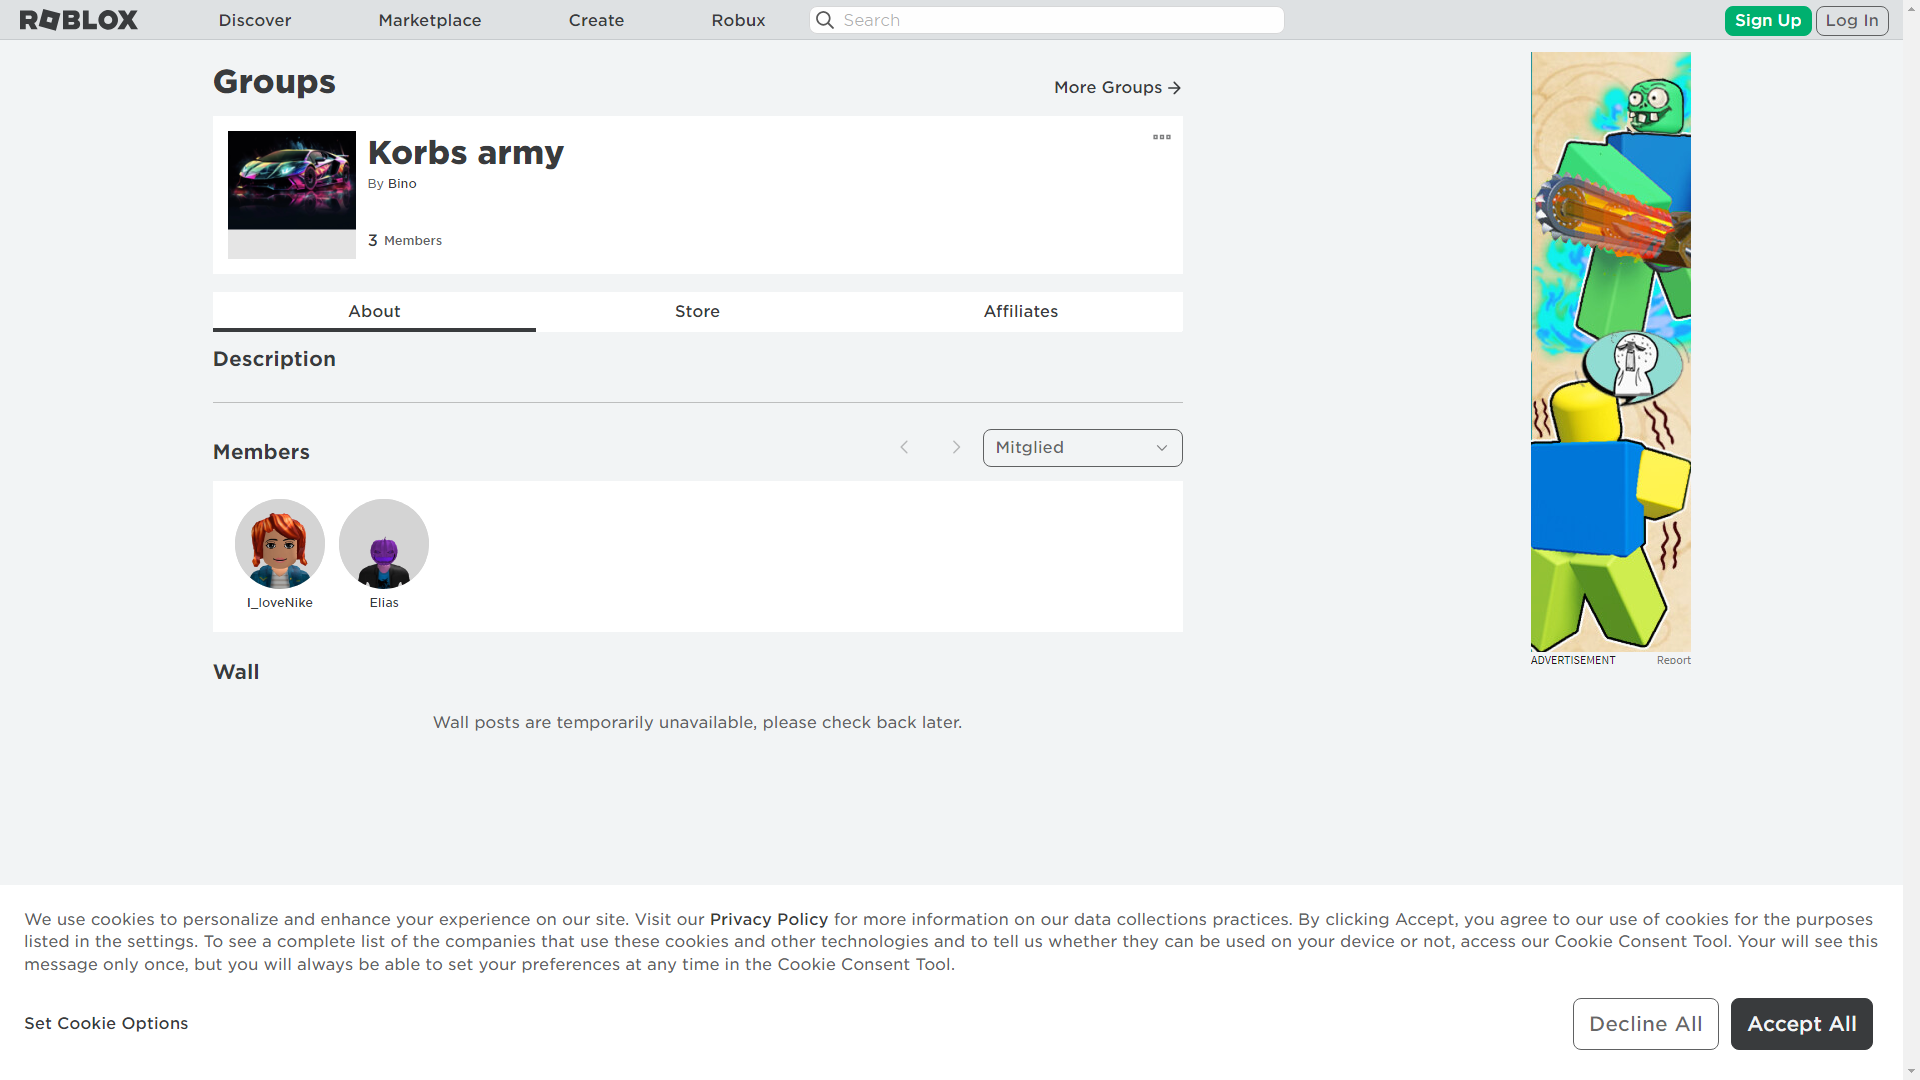 ROBLOX
Discover
Marketplace
Create
Robux
Search
Sign Up
Log In
Groups
More Groups
Korbs army
By Bino
3 Members
About
Store
Affiliates
Description
Members
Mitglied
I_loveNike
Elias
Wall
Wall posts are temporarily unavailable, please check back later.
ADVERTISEMENT
Report
We use cookies to personalize and enhance your experience on our site. Visit our Privacy Policy for more information on our data collections practices. By clicking Accept, you agree to our use of cookies for the purposes
listed in the settings. To see a complete list of the companies that use these cookies and other technologies and to tell us whether they can be used on your device or not, access our Cookie Consent Tool. Your will see this
message only once, but you will always be able to set your preferences at any time in the Cookie Consent Tool.
Set Cookie Options
Decline All
Accept All